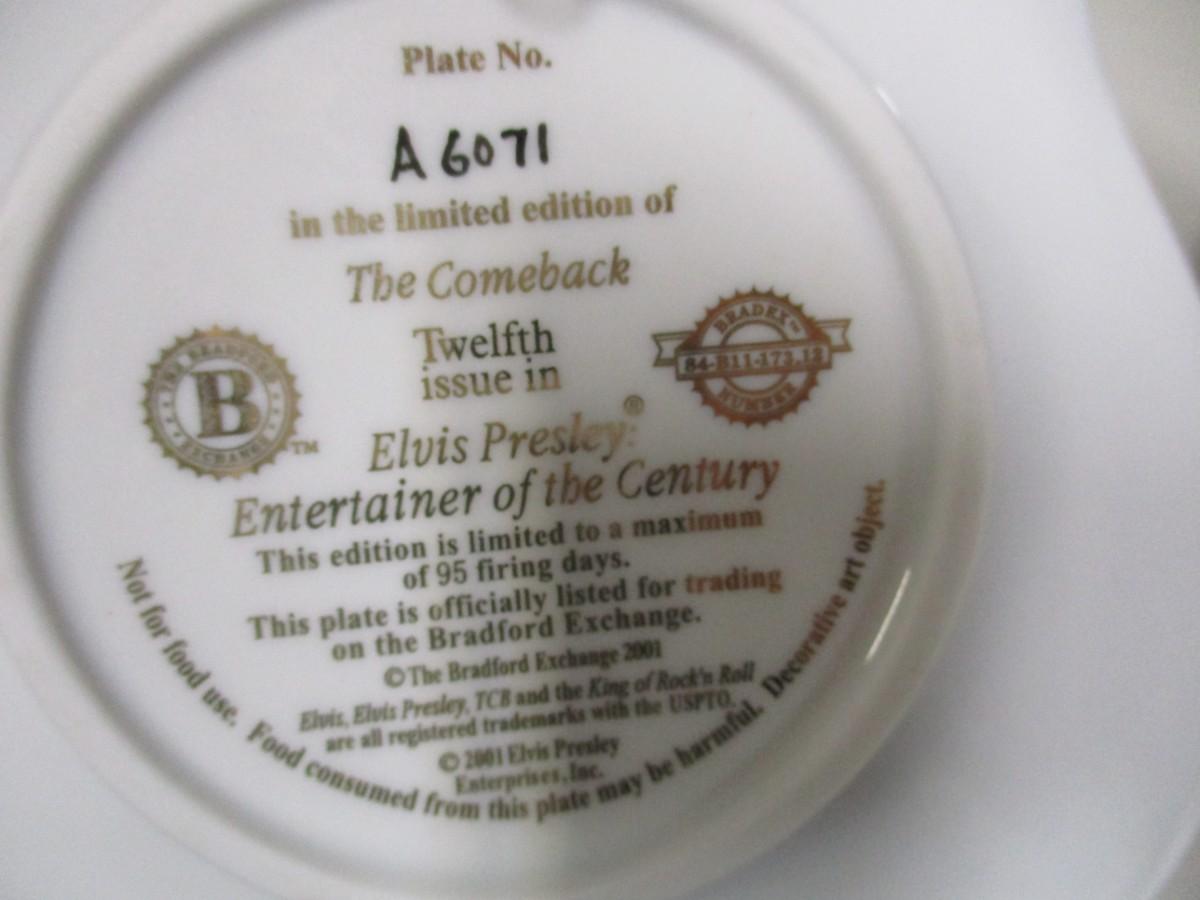 Plate No.
A 6071
in the limited edition of
The Comeback
Twelfth
issue in
Elvis Presley:®
Entertainer of the Century
This edition is limited to a maximum
of 95 firing days.
This plate is officially listed for trading
on the Bradford Exchange.
© The Bradford Exchange 2001
Elvis, Elvis Presley, TCB and the King of Rock'n Roll
are all registered trademarks with the USPTO.
© 2001 Elvis Presley
Enterprises, Inc.
Not for food use. Food consumed from this plate may be harmful. Decorative art object.
THE BRADFORD
B
EXCHANGE
™
BRADEX™
84-B11-173.12
NUMBER